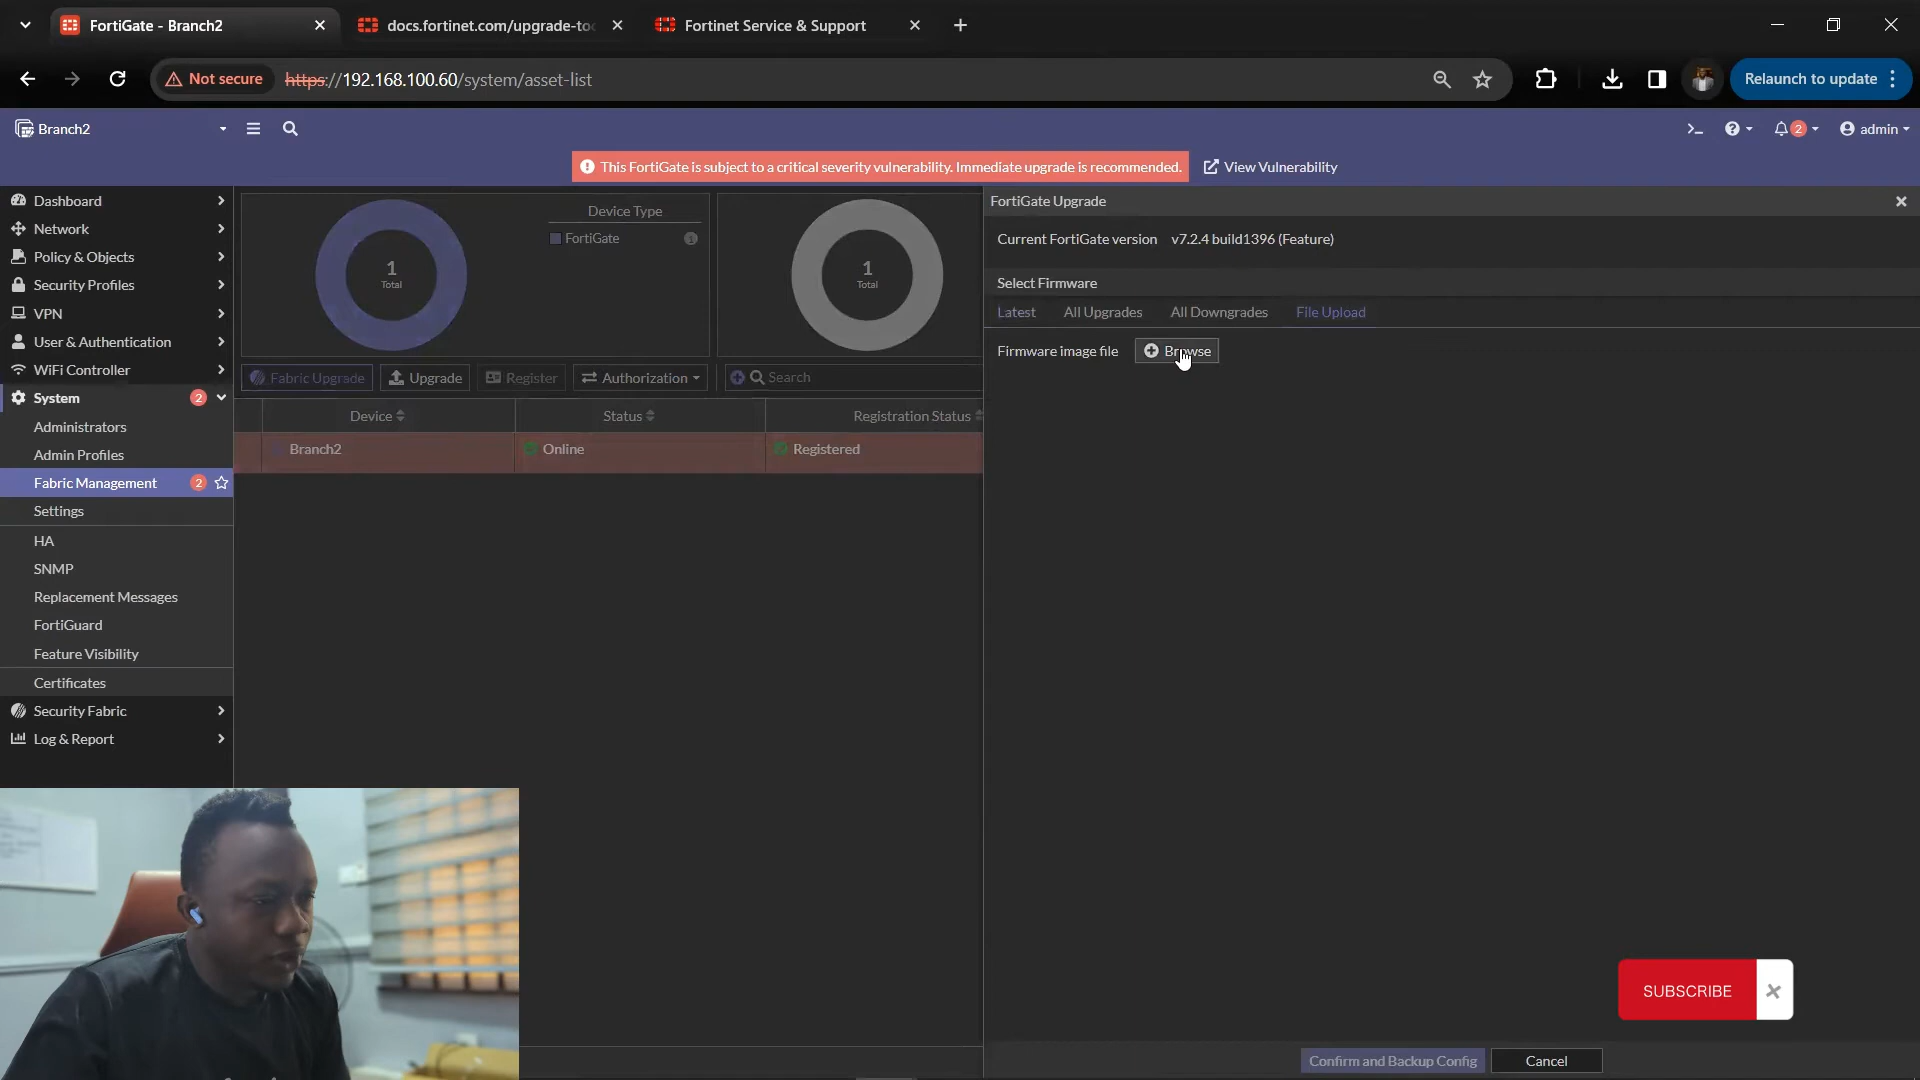 FortiGate - Branch2
docs.fortinet.com/upgrade-too
Fortinet Service & Support
Not secure
https://192.168.100.60/system/asset-list
Relaunch to update
Branch2
2
admin
This FortiGate is subject to a critical severity vulnerability. Immediate upgrade is recommended.
View Vulnerability
Dashboard
Network
Policy & Objects
Security Profiles
VPN
User & Authentication
WiFi Controller
System
2
Administrators
Admin Profiles
Fabric Management
2
Settings
HA
SNMP
Replacement Messages
FortiGuard
Feature Visibility
Certificates
Security Fabric
Log & Report
1
Total
Device Type
FortiGate
1
1
Total
Fabric Upgrade
Upgrade
Register
Authorization
Search
Device
Status
Registration Status
Branch2
Online
Registered
FortiGate Upgrade
Current FortiGate version v7.2.4 build1396 (Feature)
Select Firmware
Latest
All Upgrades
All Downgrades
File Upload
Firmware image file
Browse
SUBSCRIBE
Confirm and Backup Config
Cancel